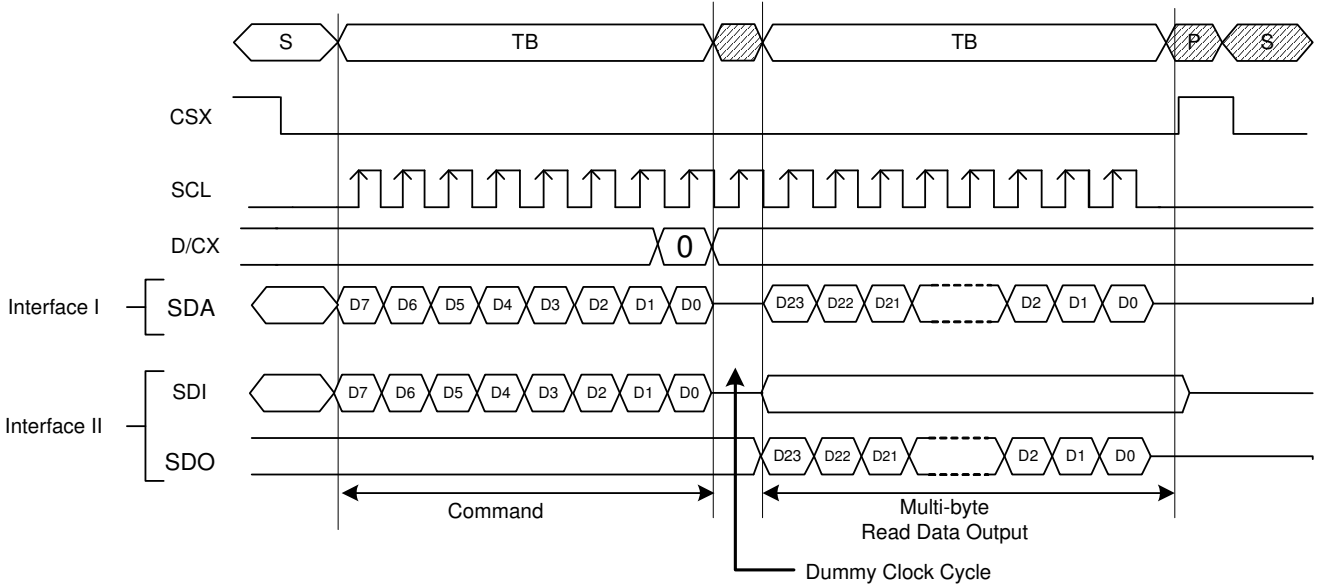 S TB TB P S
CSX
SCL
D/CX 0
Interface I SDA D7 D6 D5 D4 D3 D2 D1 D0 D23 D22 D21 D2 D1 D0
SDI D7 D6 D5 D4 D3 D2 D1 D0
Interface II
SDO D23 D22 D21 D2 D1 D0
Command Multi-byte
Read Data Output
Dummy Clock Cycle